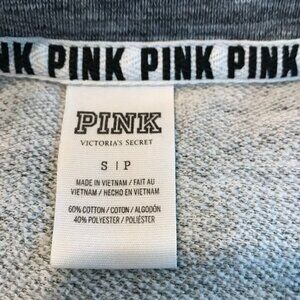 NK PINK PINK PINK
PINK
VICTORIA'S SECRET
S | P
MADE IN VIETNAM / FAIT AU
VIETNAM / HECHO EN VIETNAM
60% COTTON / COTON / ALGODÓN
40% POLYESTER / POLIÉSTER